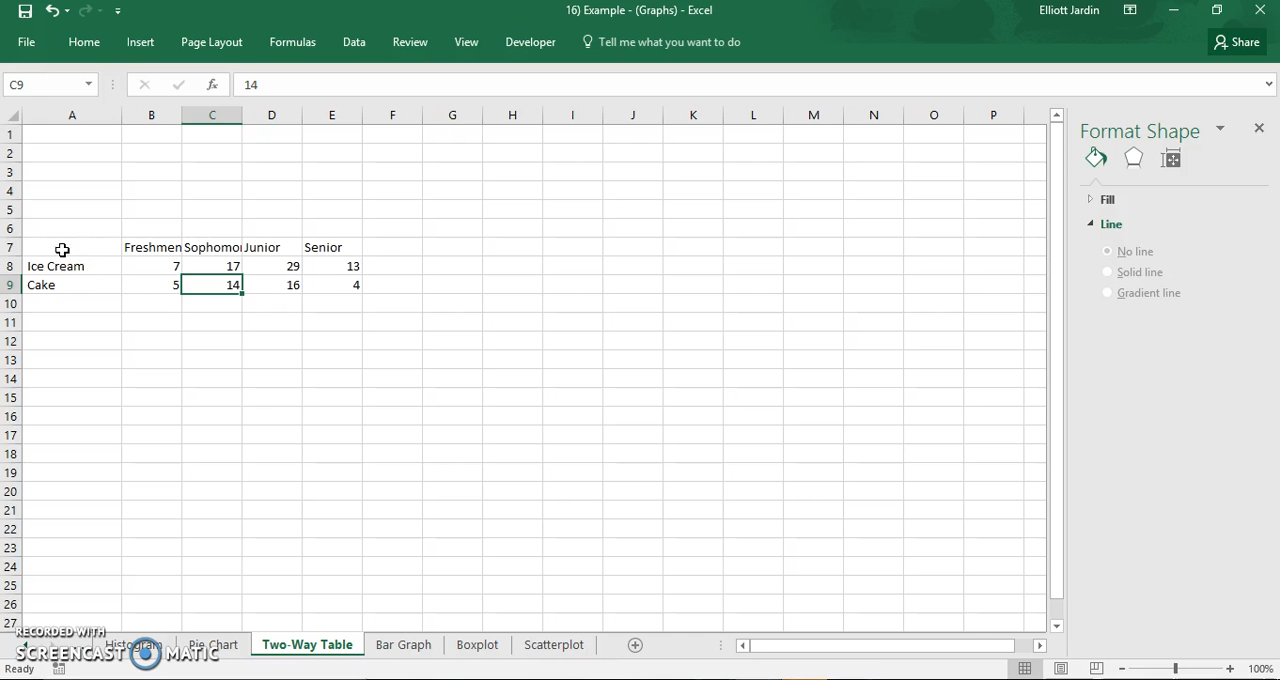 16) Example - (Graphs) - Excel
Elliott Jardin
File Home Insert Page Layout Formulas Data Review View Developer Tell me what you want to do
Share
C9
fx 14
A B C D E F G H I J K L M N O P
1
2
3
4
5
6
7 Freshmen Sophomor Junior Senior
8 Ice Cream 7 17 29 13
9 Cake 5 14 16 4
10
11
12
13
14
15
16
17
18
19
20
21
22
23
24
25
26
27
Format Shape
Fill
Line
No line
Solid line
Gradient line
Histogram Pie Chart Two-Way Table Bar Graph Boxplot Scatterplot
RECORDED WITH
SCREENCAST MATIC
Ready
100%